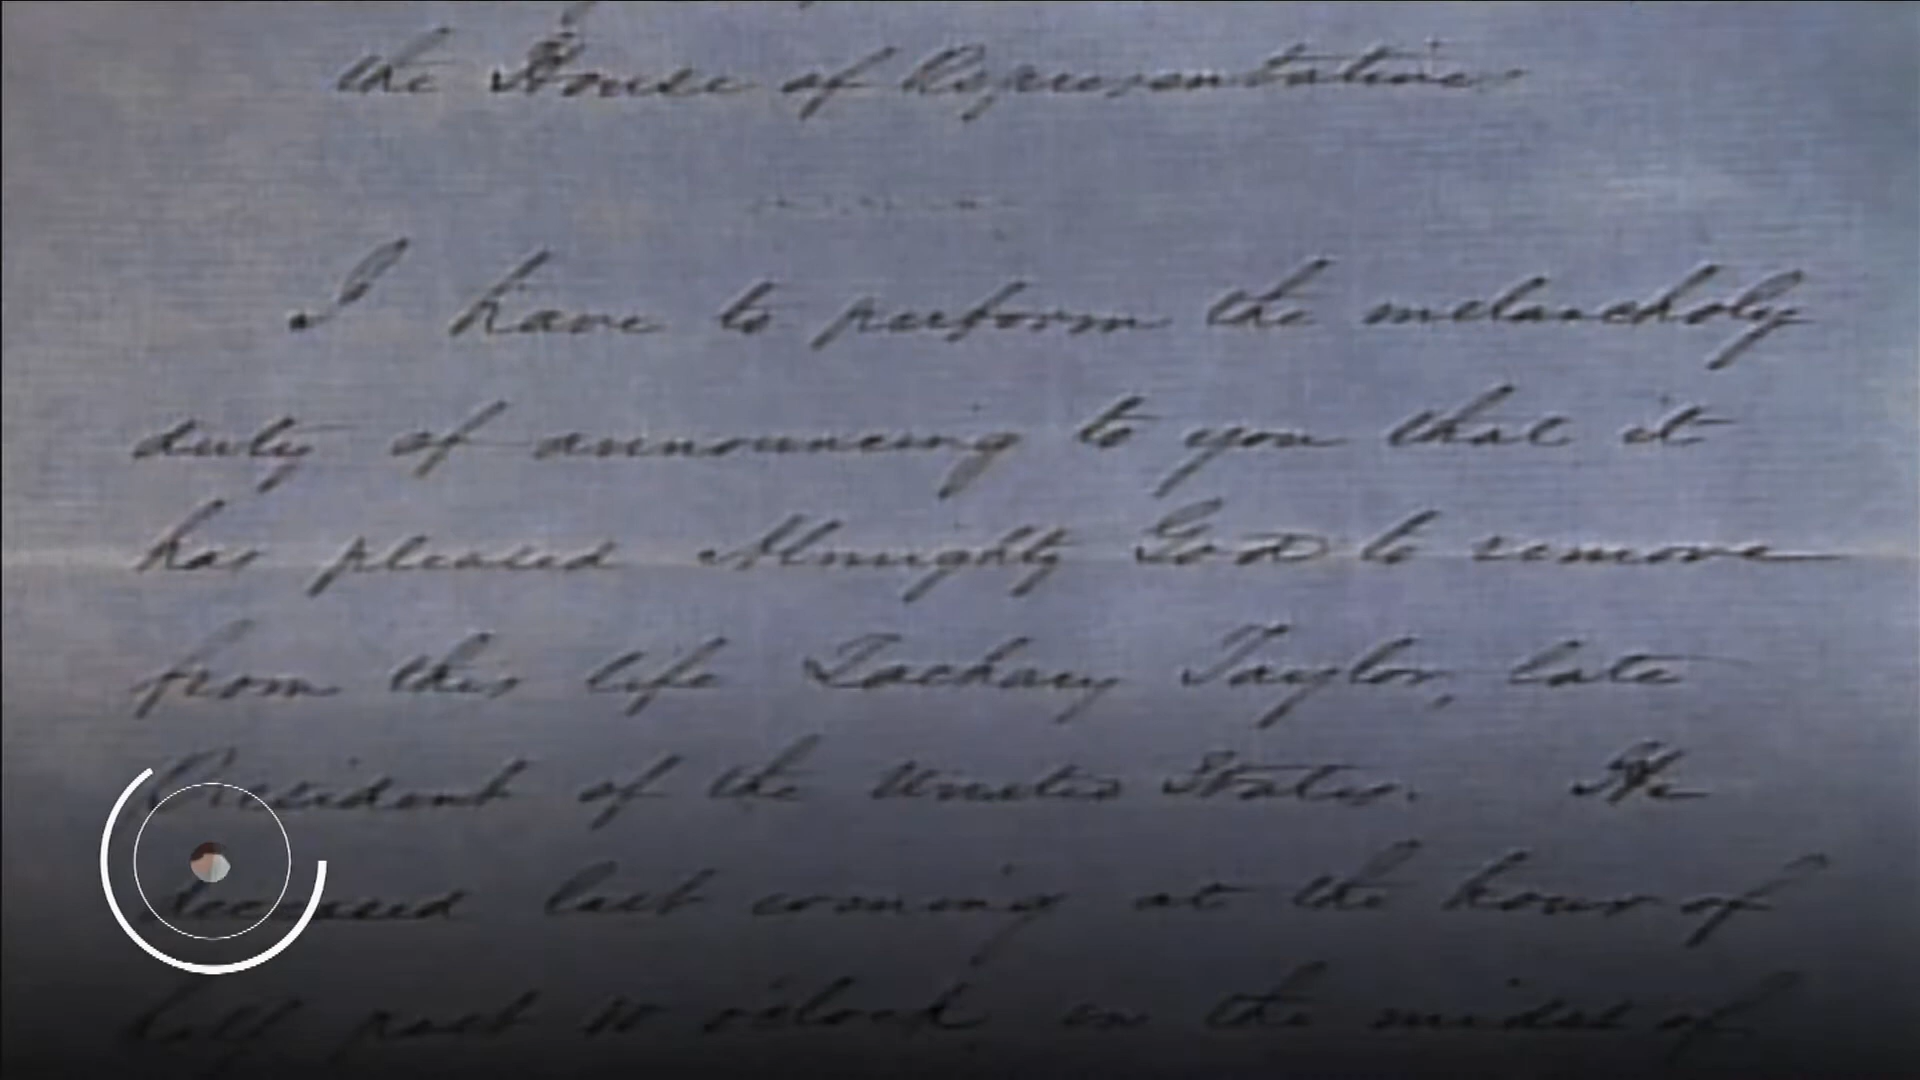 the House of Representatives
I have to perform the melancholy
duty of announcing to you that it
has pleased Almighty God to remove
from this life Zachary Taylor, late
President of the United States. He
deceased last evening at the hour of
half past 10 o'clock in the midst of